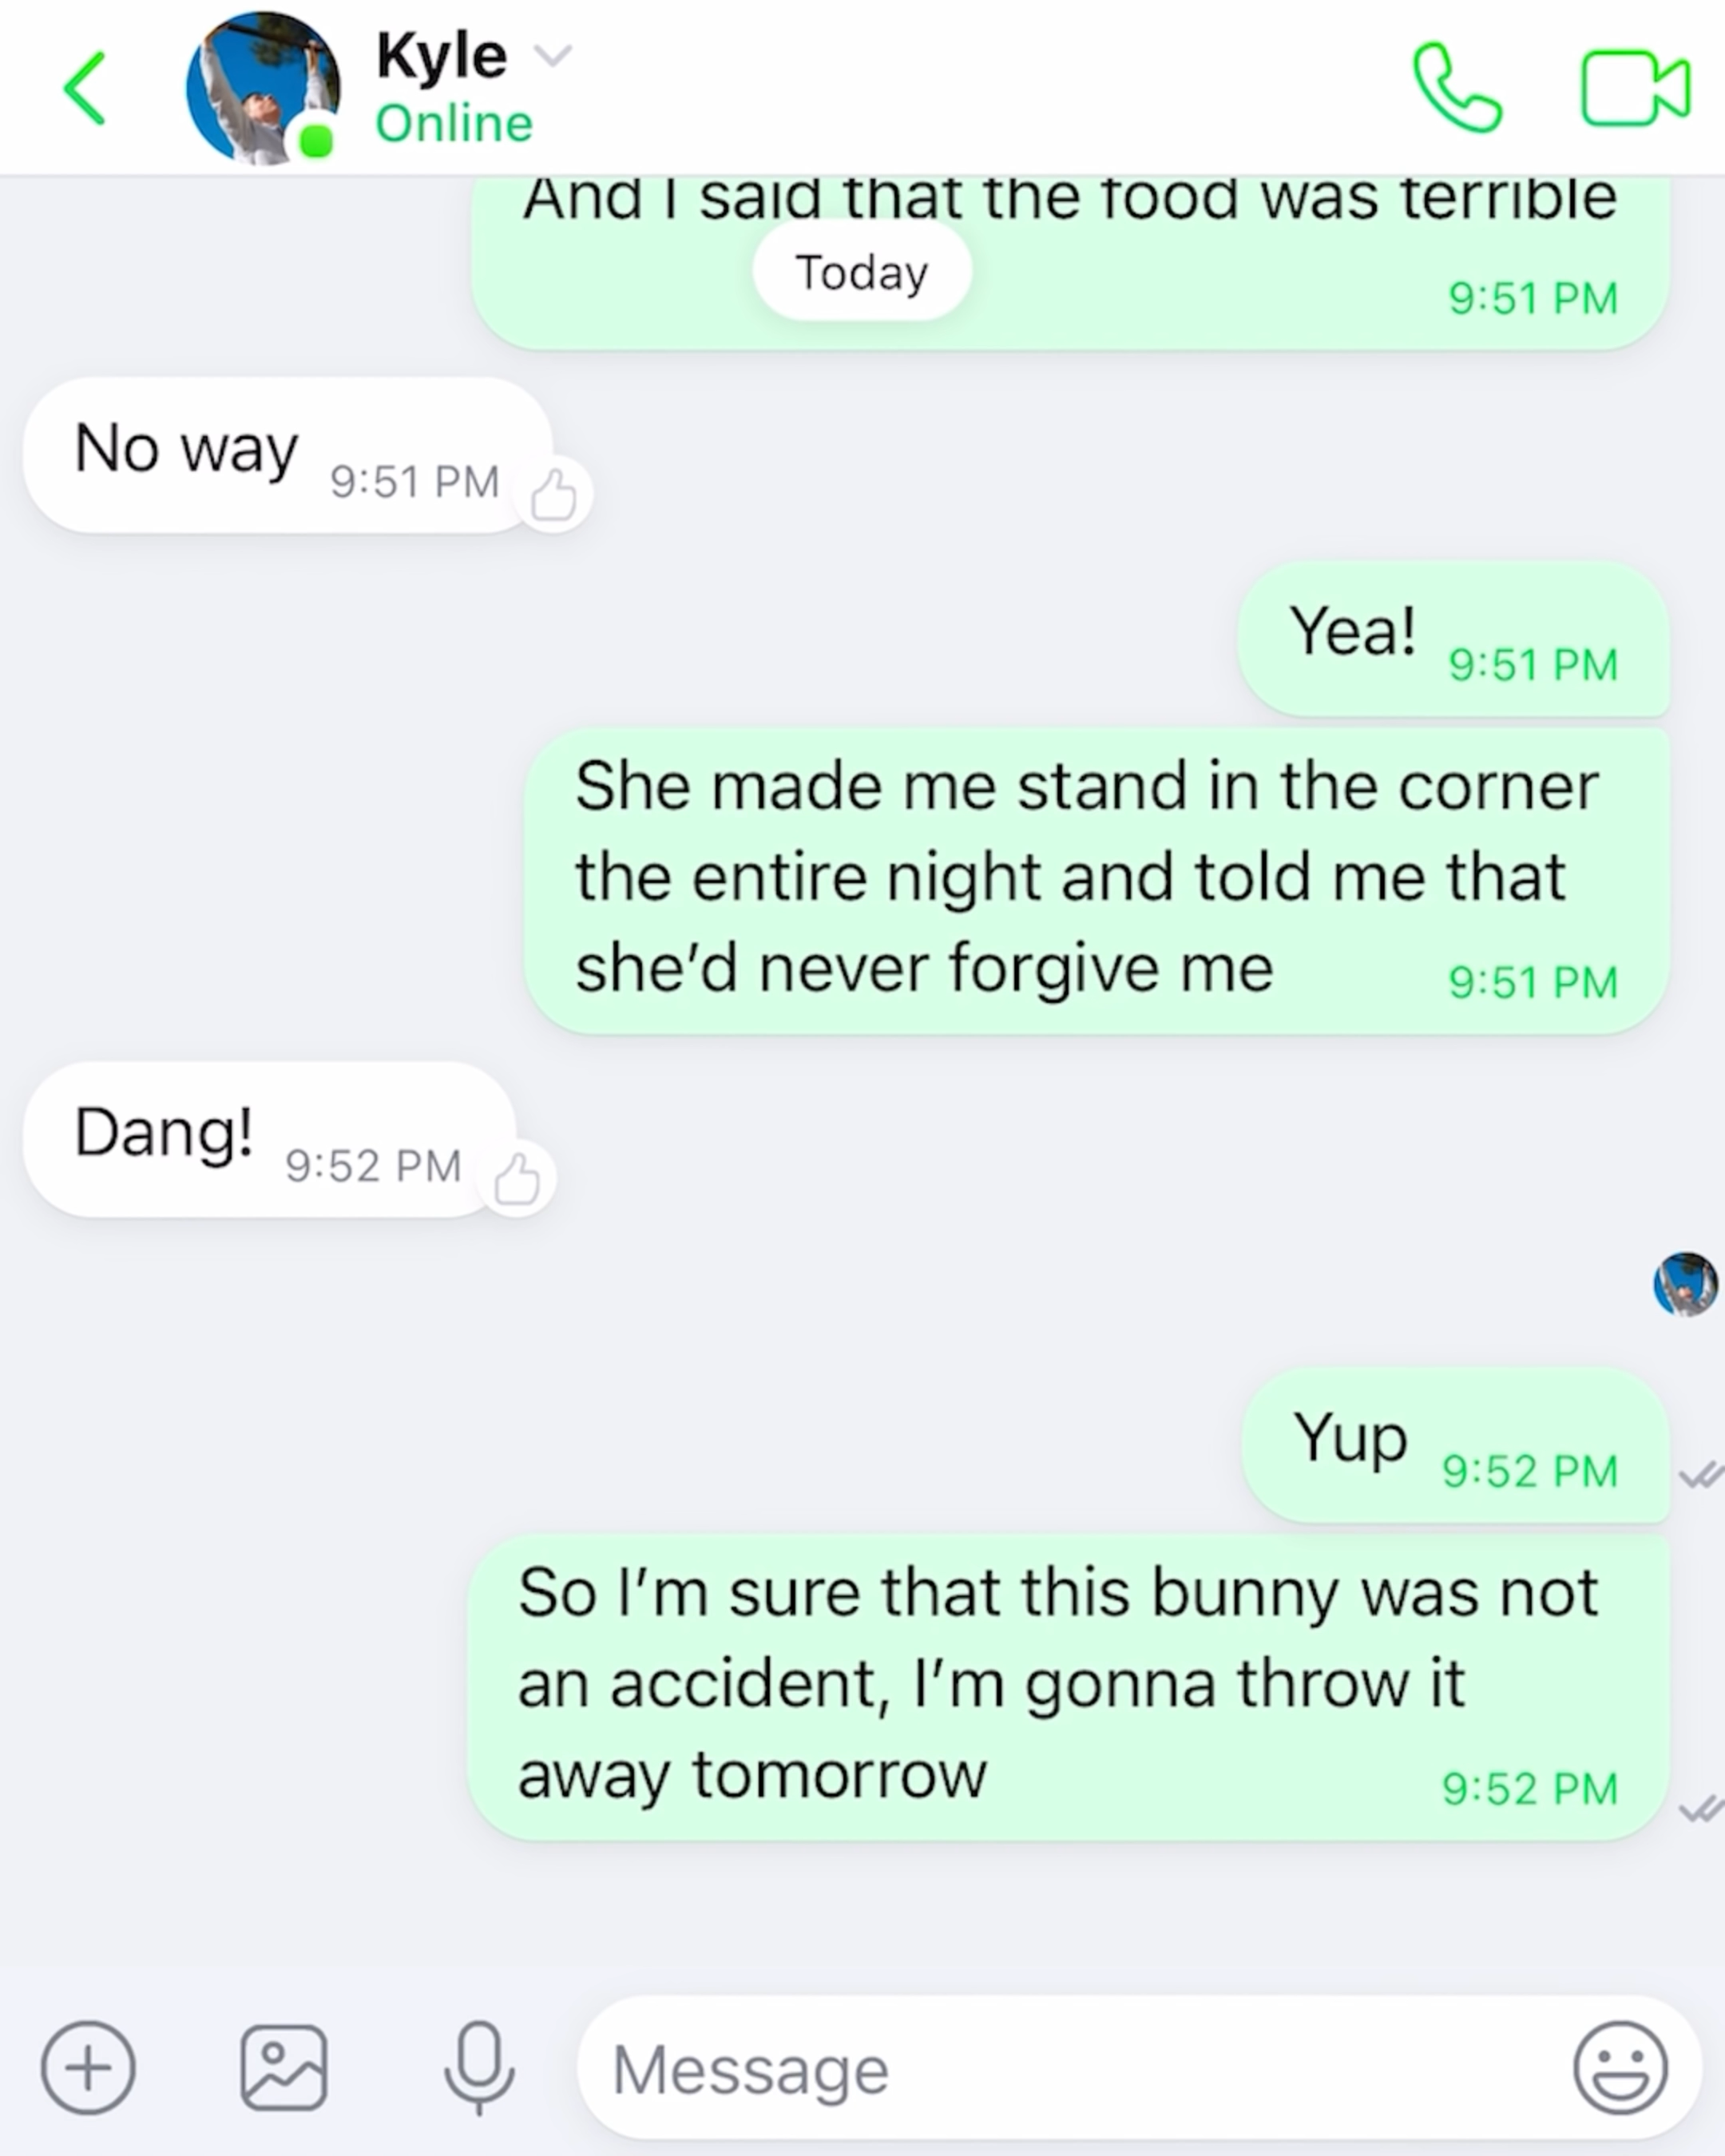 Kyle
Online
And I said that the food was terrible
Today
9:51 PM
No way 9:51 PM
Yea! 9:51 PM
She made me stand in the corner
the entire night and told me that
she’d never forgive me 9:51 PM
Dang! 9:52 PM
Yup 9:52 PM
So I’m sure that this bunny was not
an accident, I’m gonna throw it
away tomorrow 9:52 PM
Message